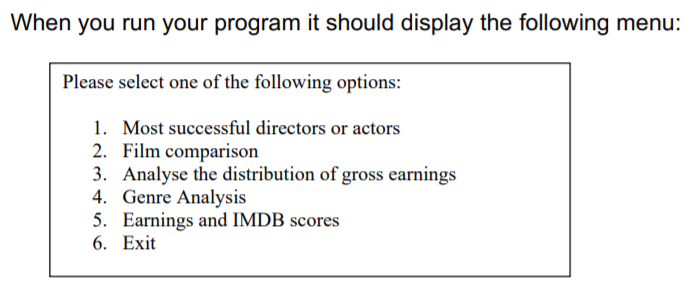 When you run your program it should display the following menu:
Please select one of the following options:
1. Most successful directors or actors
2. Film comparison
3. Analyse the distribution of gross earnings
4. Genre Analysis
5. Earnings and IMDB scores
6. Exit